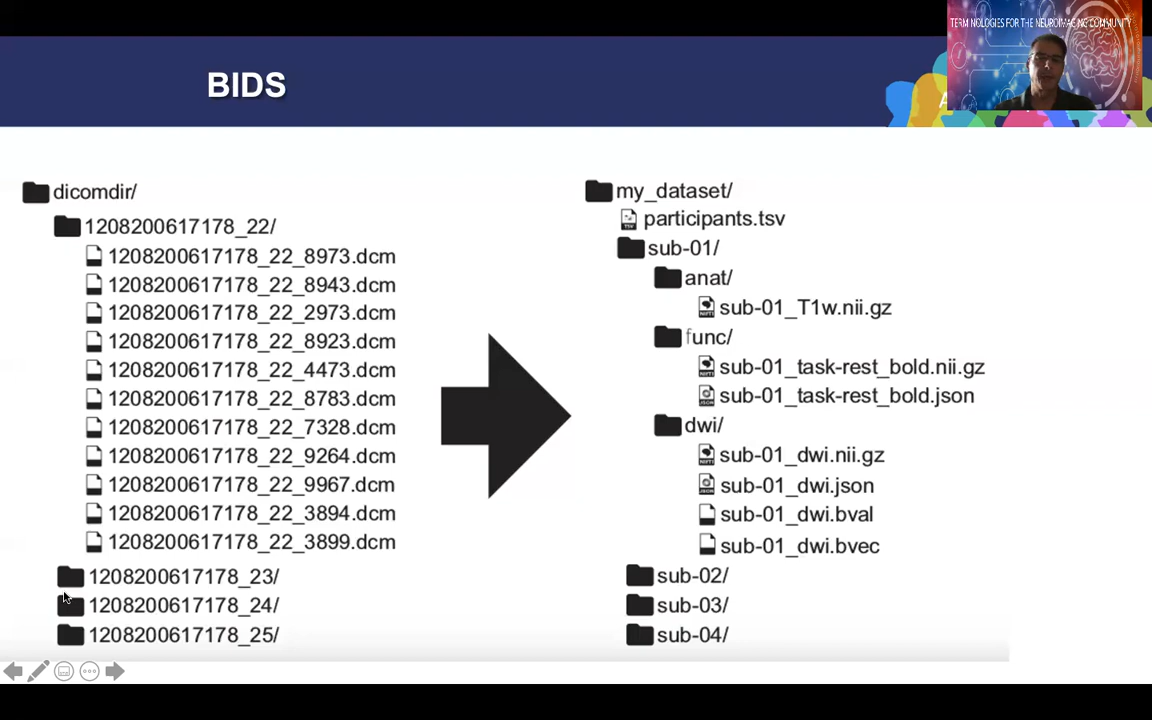 TERMINOLOGIES FOR THE NEUROIMAGING COMMUNITY
BIDS
A
dicomdir/
1208200617178_22/
1208200617178_22_8973.dcm
1208200617178_22_8943.dcm
1208200617178_22_2973.dcm
1208200617178_22_8923.dcm
1208200617178_22_4473.dcm
1208200617178_22_8783.dcm
1208200617178_22_7328.dcm
1208200617178_22_9264.dcm
1208200617178_22_9967.dcm
1208200617178_22_3894.dcm
1208200617178_22_3899.dcm
1208200617178_23/
1208200617178_24/
1208200617178_25/
my_dataset/
participants.tsv
sub-01/
anat/
sub-01_T1w.nii.gz
func/
sub-01_task-rest_bold.nii.gz
sub-01_task-rest_bold.json
dwi/
sub-01_dwi.nii.gz
sub-01_dwi.json
sub-01_dwi.bval
sub-01_dwi.bvec
sub-02/
sub-03/
sub-04/